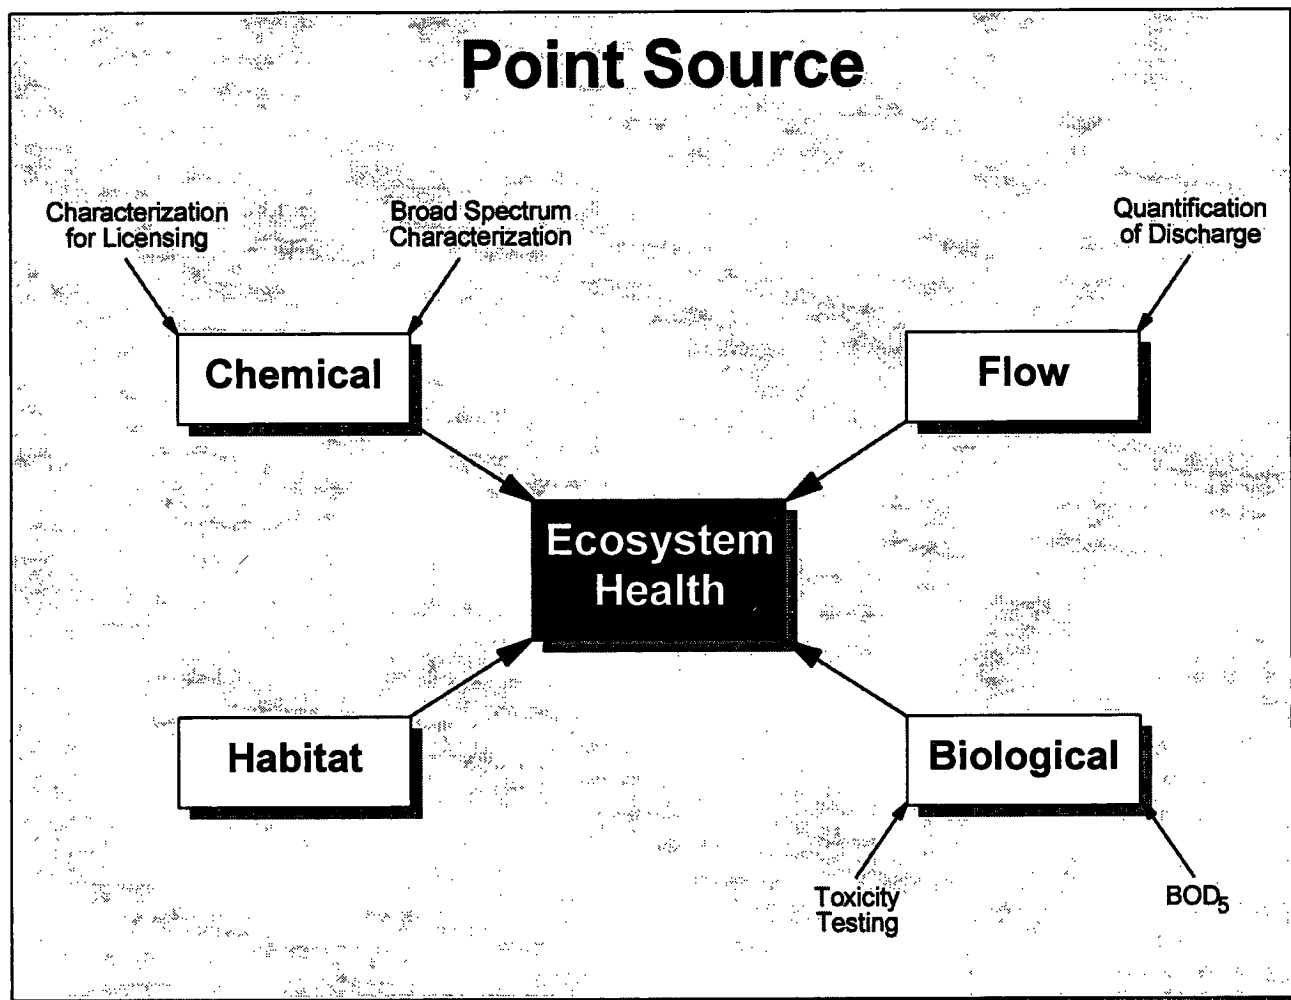 Point Source
Characterization
for Licensing
Broad Spectrum
Characterization
Quantification
of Discharge
Chemical
Flow
Ecosystem
Health
Habitat
Biological
Toxicity
Testing
BOD₅